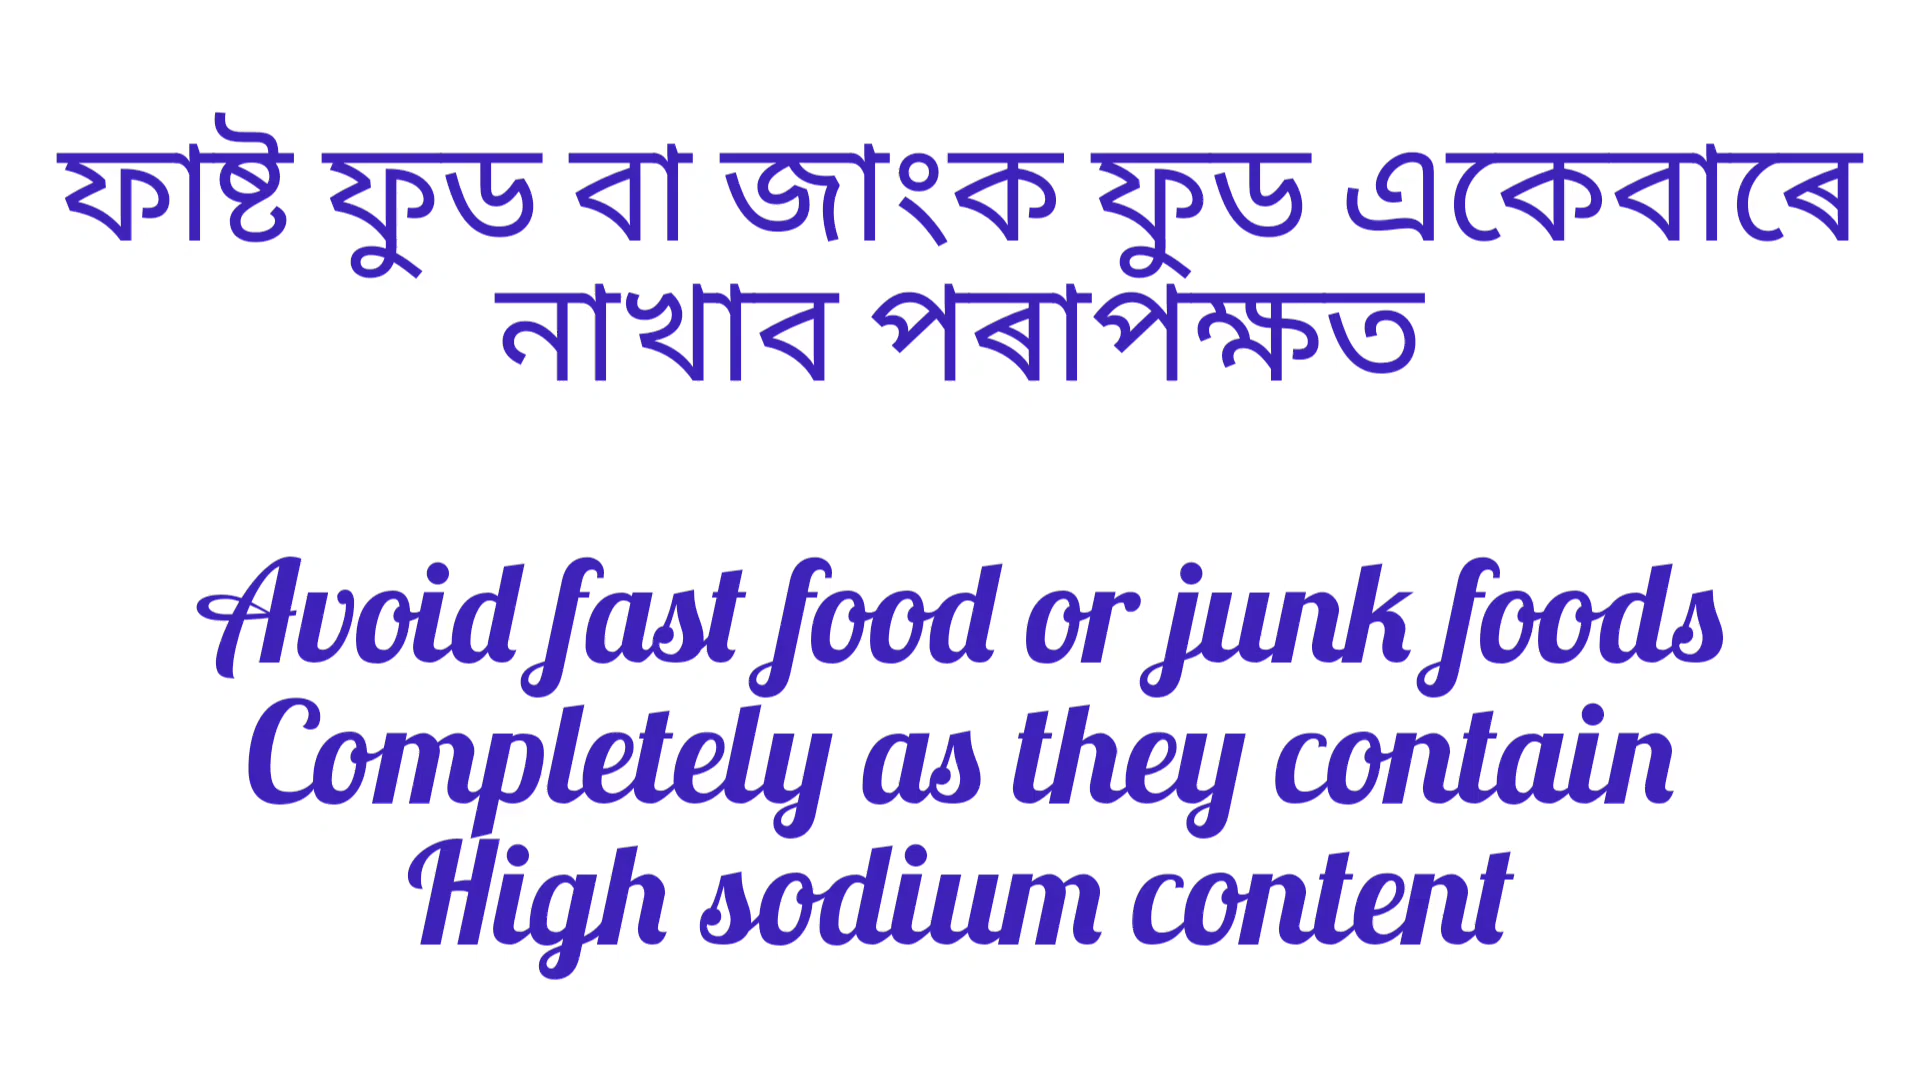 ফাষ্ট ফুড বা জাংক ফুড একেবাৰে
নাখাব পৰাপক্ষত
Avoid fast food or junk foods
Completely as they contain
High sodium content